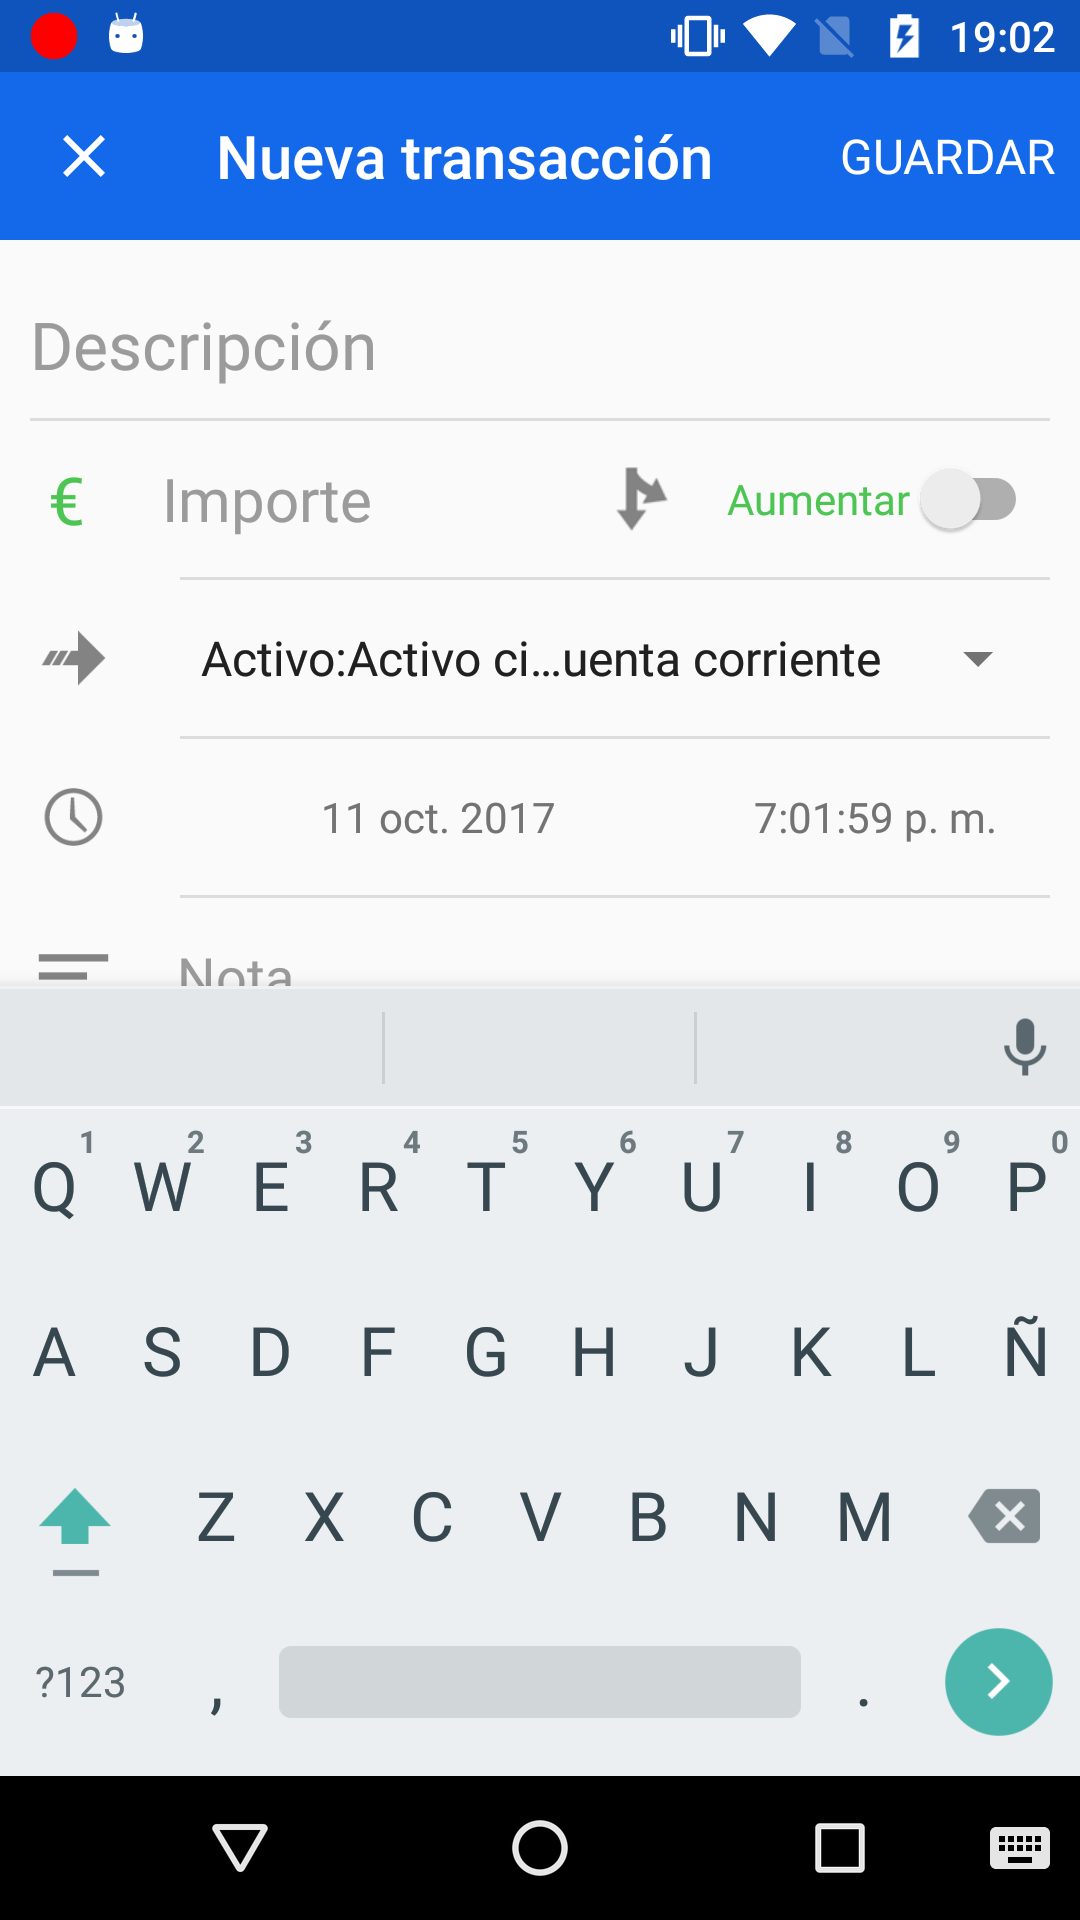 19:02
Nueva transacción GUARDAR
Descripción
€ Importe Aumentar
Activo:Activo ci...uenta corriente
11 oct. 2017 7:01:59 p. m.
Nota
1 2 3 4 5 6 7 8 9 0
Q W E R T Y U I O P
A S D F G H J K L Ñ
Z X C V B N M
?123 , .